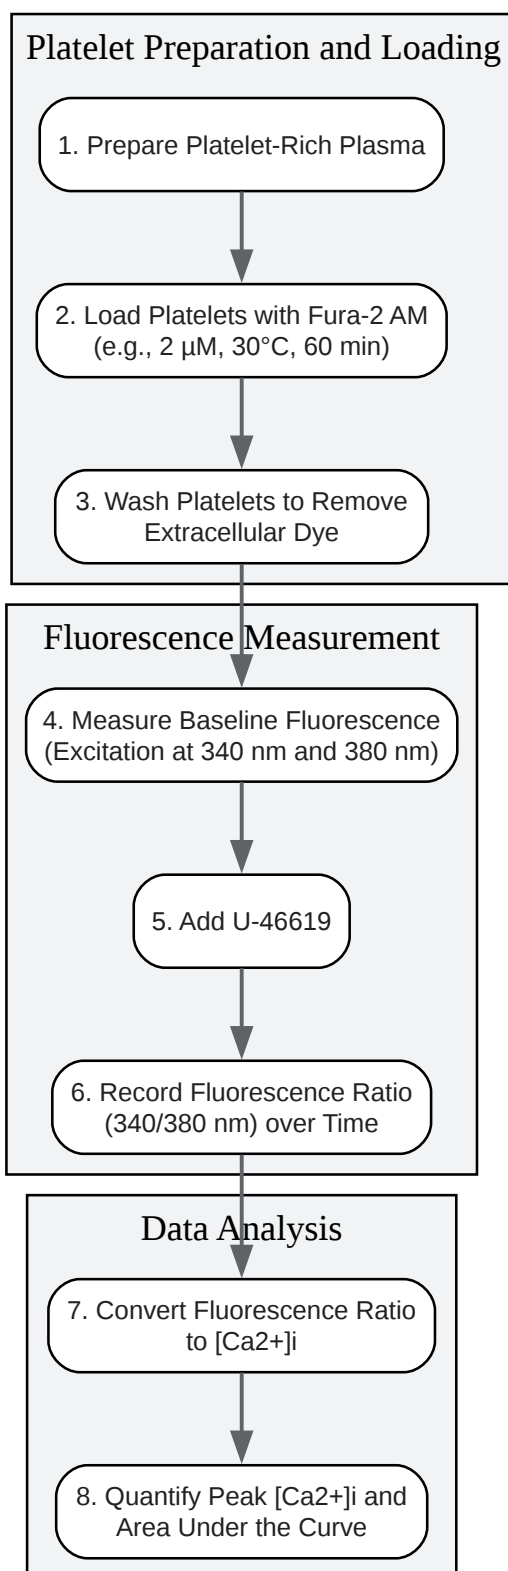 Platelet Preparation and Loading
1. Prepare Platelet-Rich Plasma
2. Load Platelets with Fura-2 AM
(e.g., 2 µM, 30°C, 60 min)
3. Wash Platelets to Remove
Extracellular Dye
Fluorescence Measurement
4. Measure Baseline Fluorescence
(Excitation at 340 nm and 380 nm)
5. Add U-46619
6. Record Fluorescence Ratio
(340/380 nm) over Time
Data Analysis
7. Convert Fluorescence Ratio
to [Ca2+]i
8. Quantify Peak [Ca2+]i and
Area Under the Curve